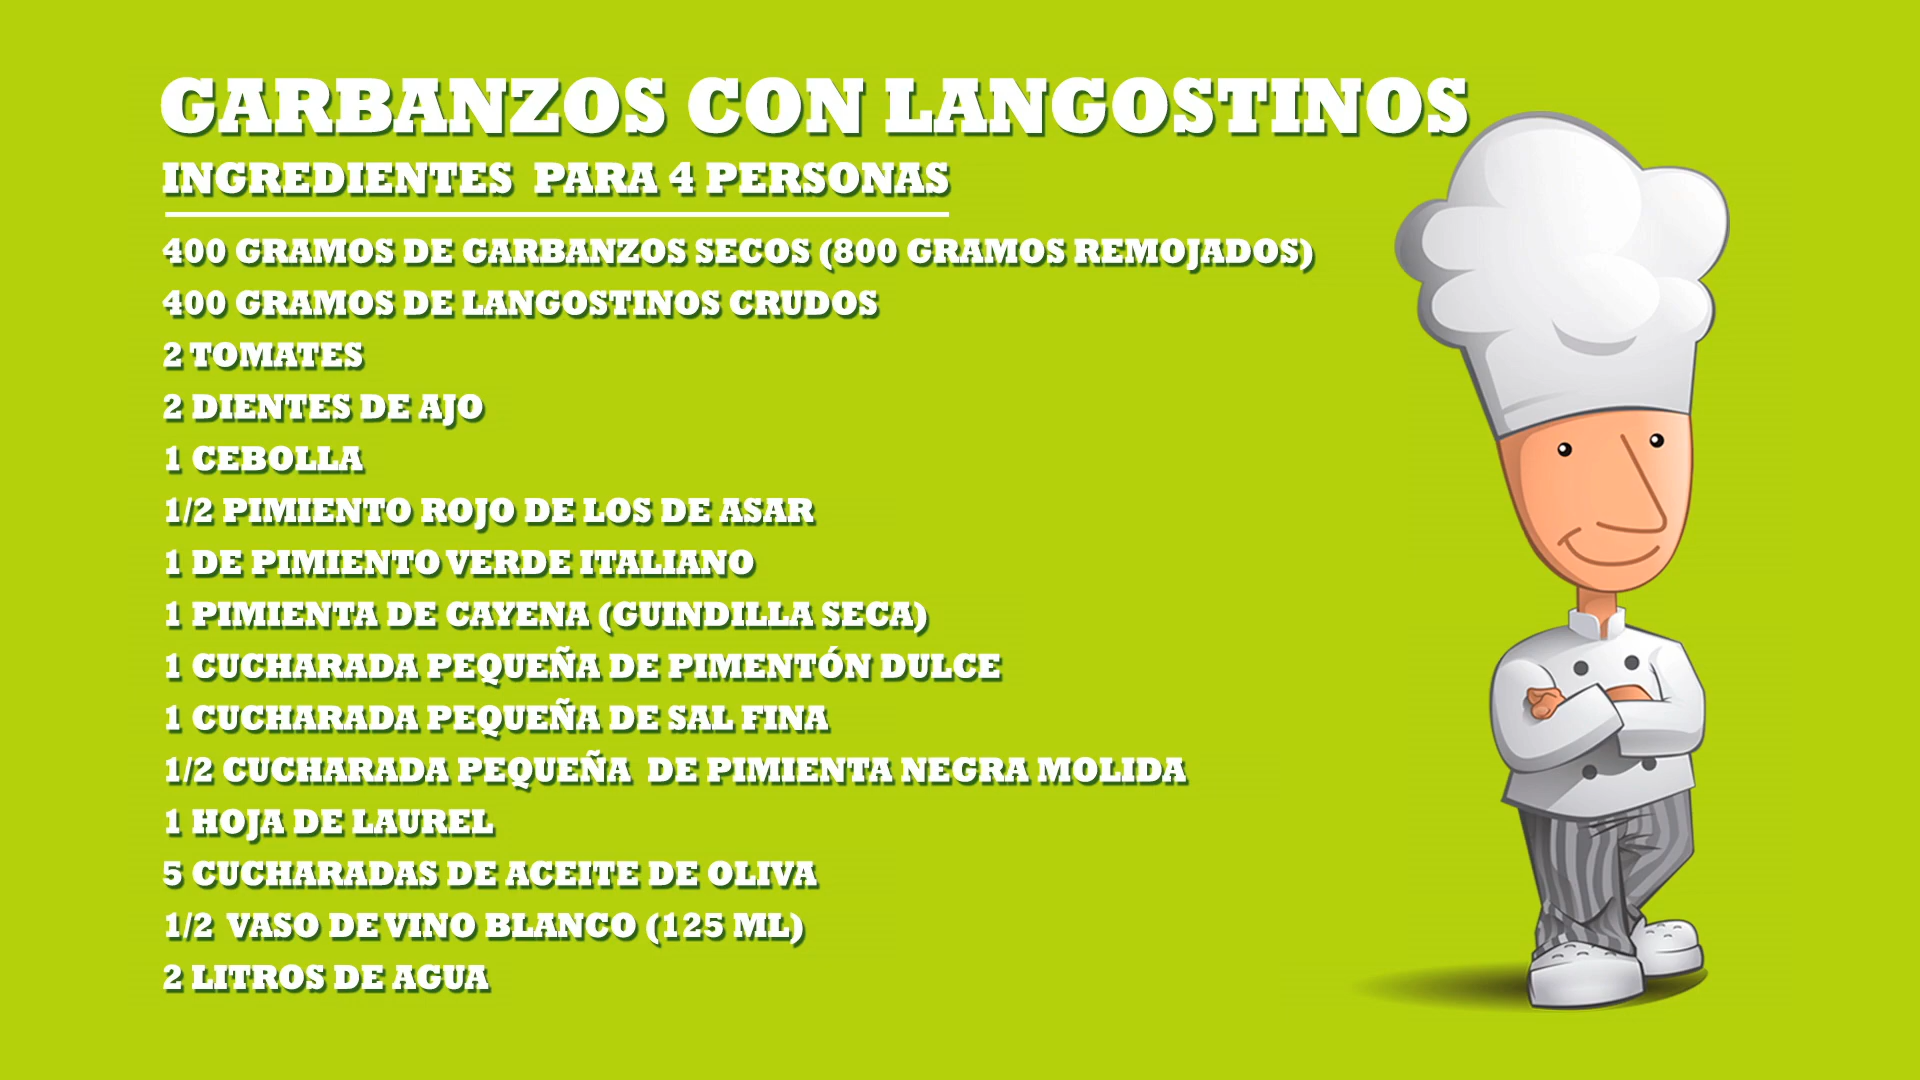 GARBANZOS CON LANGOSTINOS
INGREDIENTES PARA 4 PERSONAS
400 GRAMOS DE GARBANZOS SECOS (800 GRAMOS REMOJADOS)
400 GRAMOS DE LANGOSTINOS CRUDOS
2 TOMATES
2 DIENTES DE AJO
1 CEBOLLA
1/2 PIMIENTO ROJO DE LOS DE ASAR
1 DE PIMIENTO VERDE ITALIANO
1 PIMIENTA DE CAYENA (GUINDILLA SECA)
1 CUCHARADA PEQUEÑA DE PIMENTÓN DULCE
1 CUCHARADA PEQUEÑA DE SAL FINA
1/2 CUCHARADA PEQUEÑA DE PIMIENTA NEGRA MOLIDA
1 HOJA DE LAUREL
5 CUCHARADAS DE ACEITE DE OLIVA
1/2 VASO DE VINO BLANCO (125 ML)
2 LITROS DE AGUA